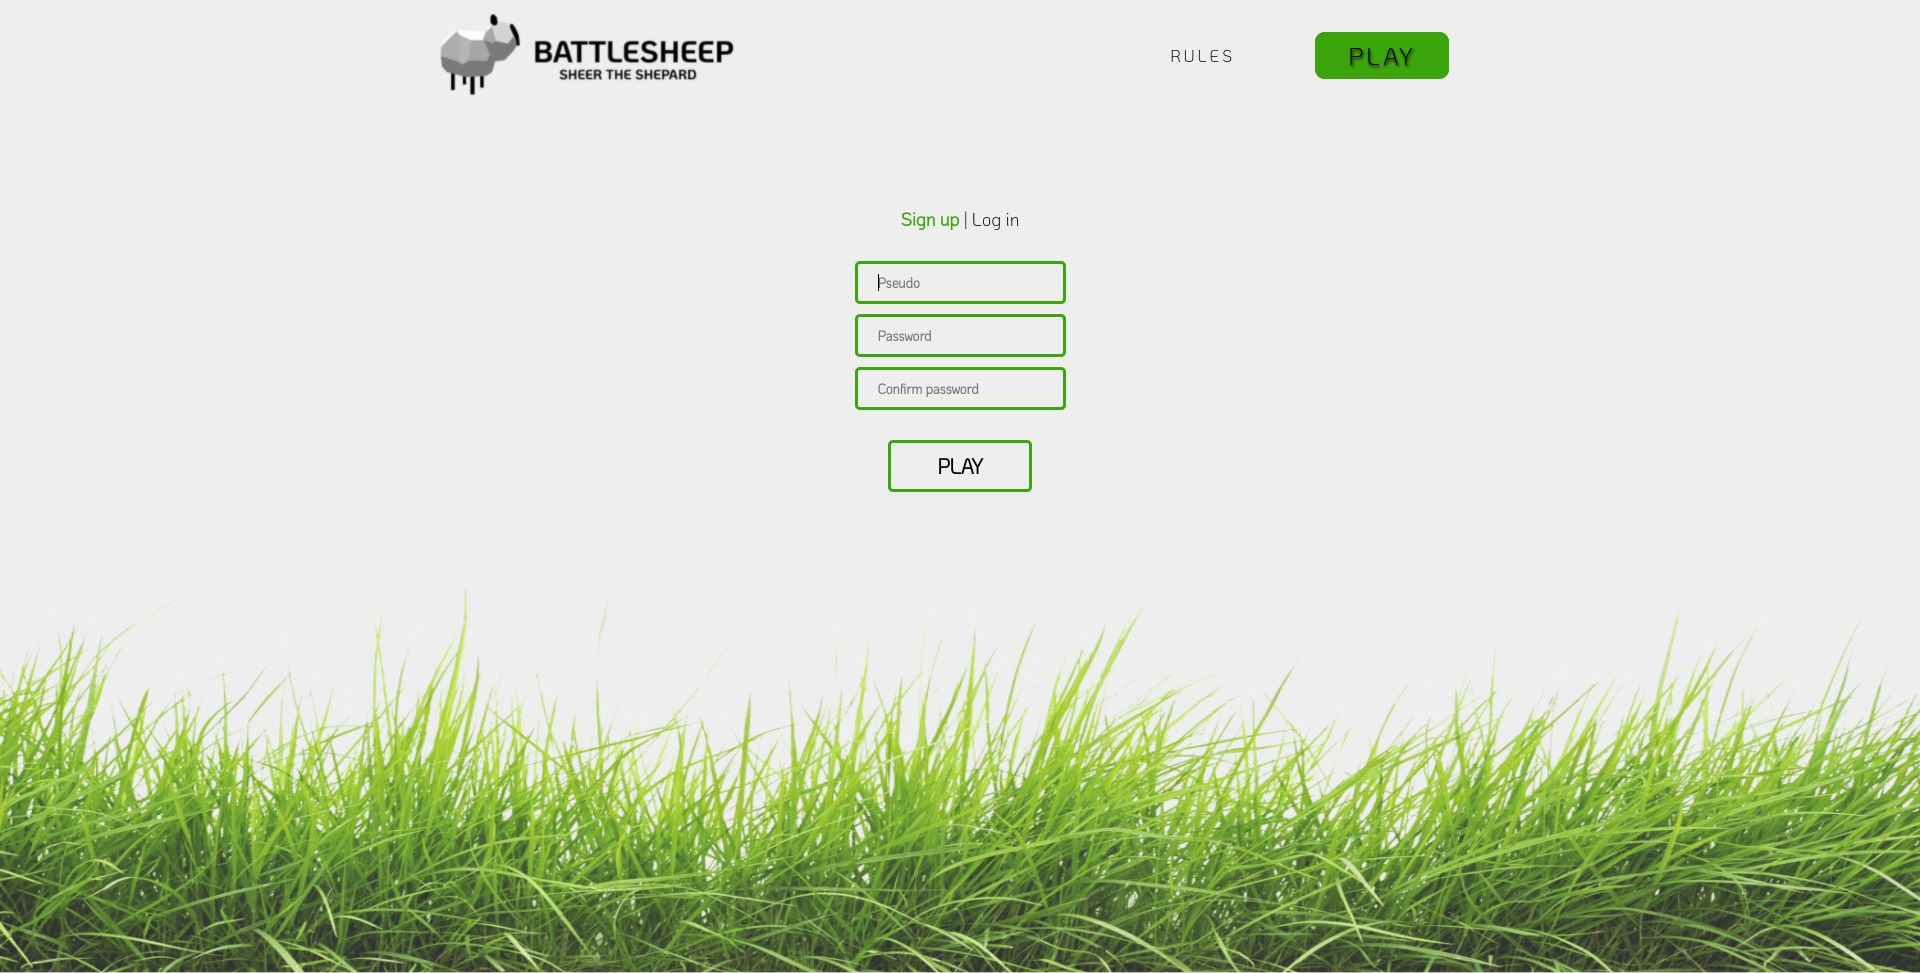 BATTLESHEEP
SHEER THE SHEPARD
RULES
PLAY
Sign up | Log in
Pseudo
Password
Confirm password
PLAY